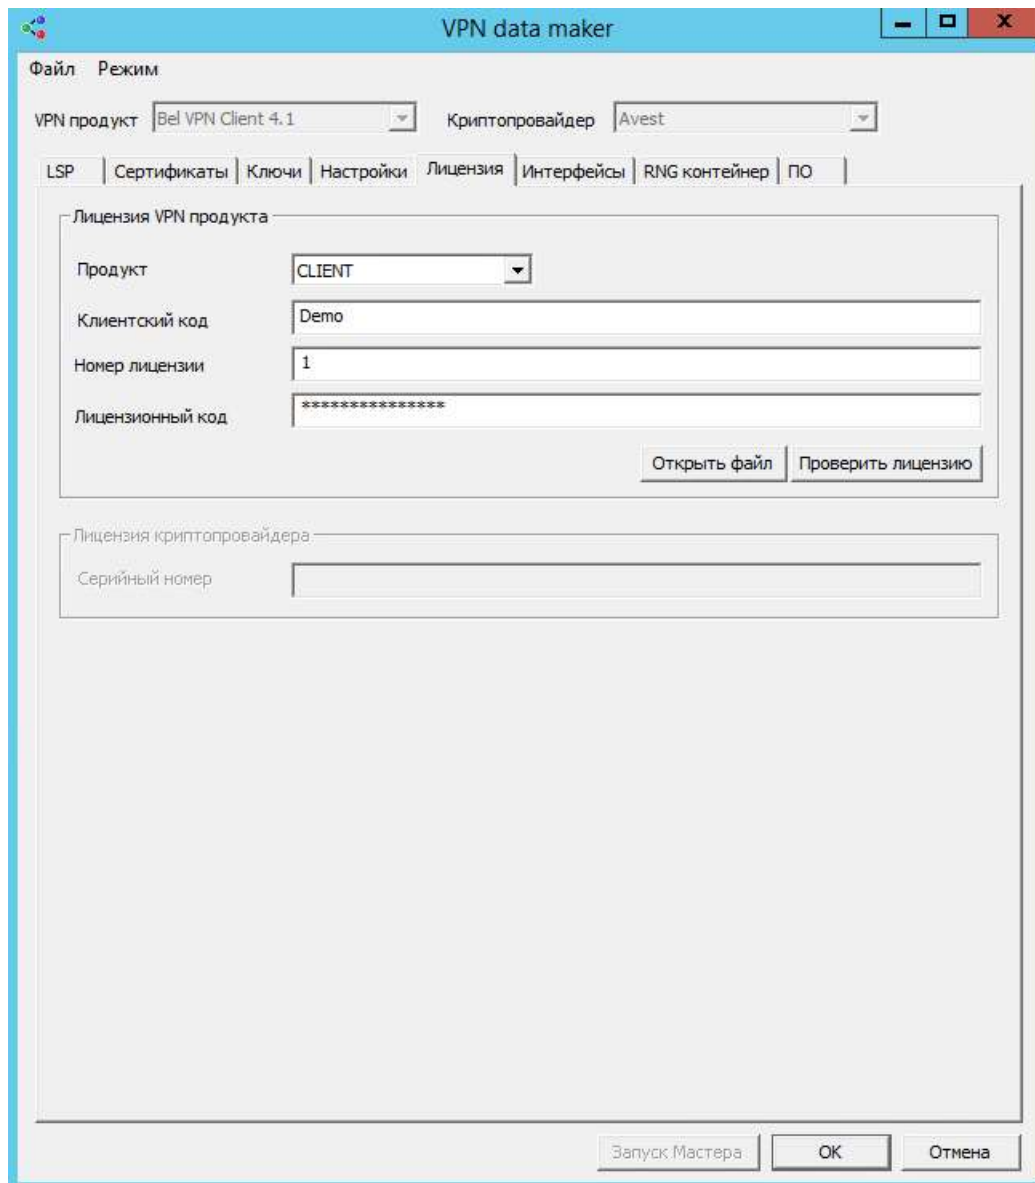 VPN data maker
Файл Режим
VPN продукт Bel VPN Client 4.1 Криптопровайдер Avest
LSP Сертификаты Ключи Настройки Лицензия Интерфейсы RNG контейнер ПО
Лицензия VPN продукта
Продукт CLIENT
Клиентский код Demo
Номер лицензии 1
Лицензионный код ***************
Открыть файл Проверить лицензию
Лицензия криптопровайдера
Серийный номер
Запуск Мастера OK Отмена